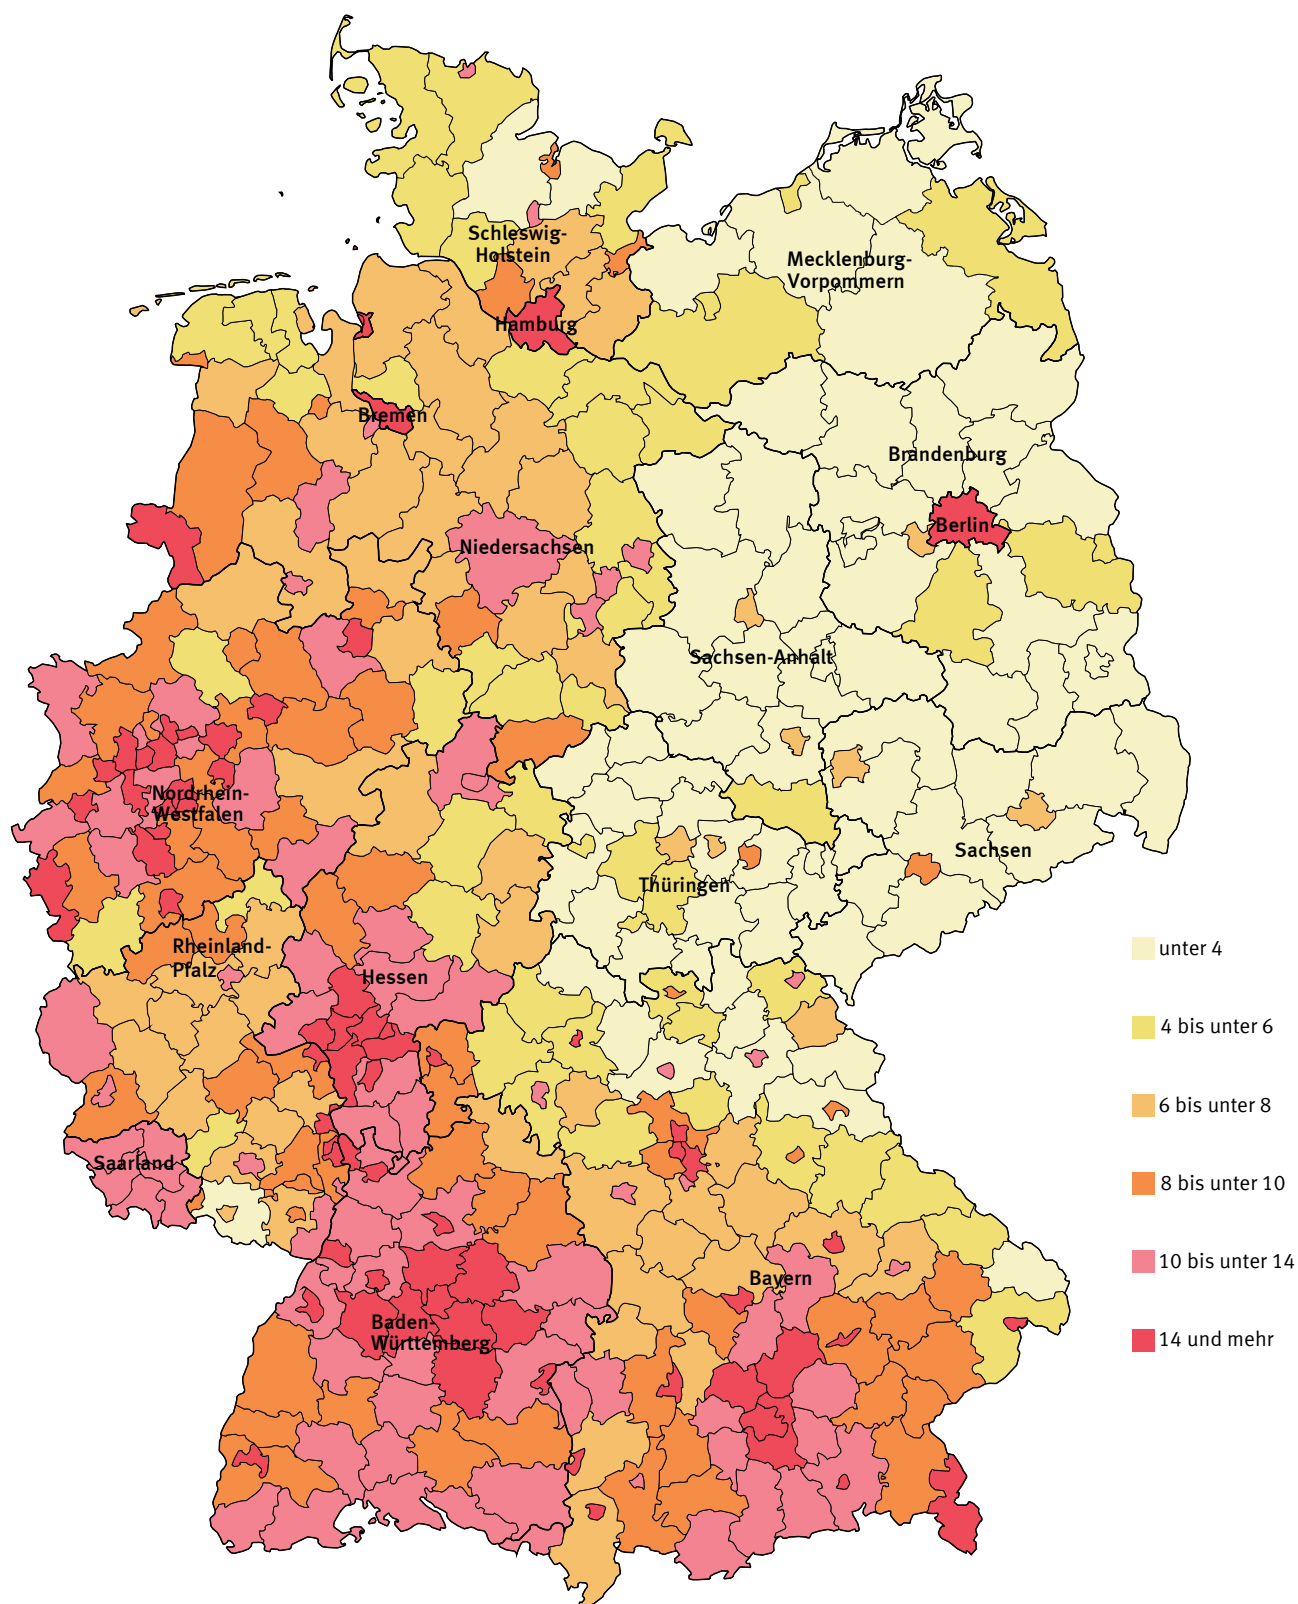 Schleswig-
Holstein
Mecklenburg-
Vorpommern
Hamburg
Bremen
Brandenburg
Berlin
Niedersachsen
Sachsen-Anhalt
Nordrhein-
Westfalen
Sachsen
Thüringen
Rheinland-
Pfalz
Hessen
Saarland
Bayern
Baden-
Württemberg
unter 4
4 bis unter 6
6 bis unter 8
8 bis unter 10
10 bis unter 14
14 und mehr